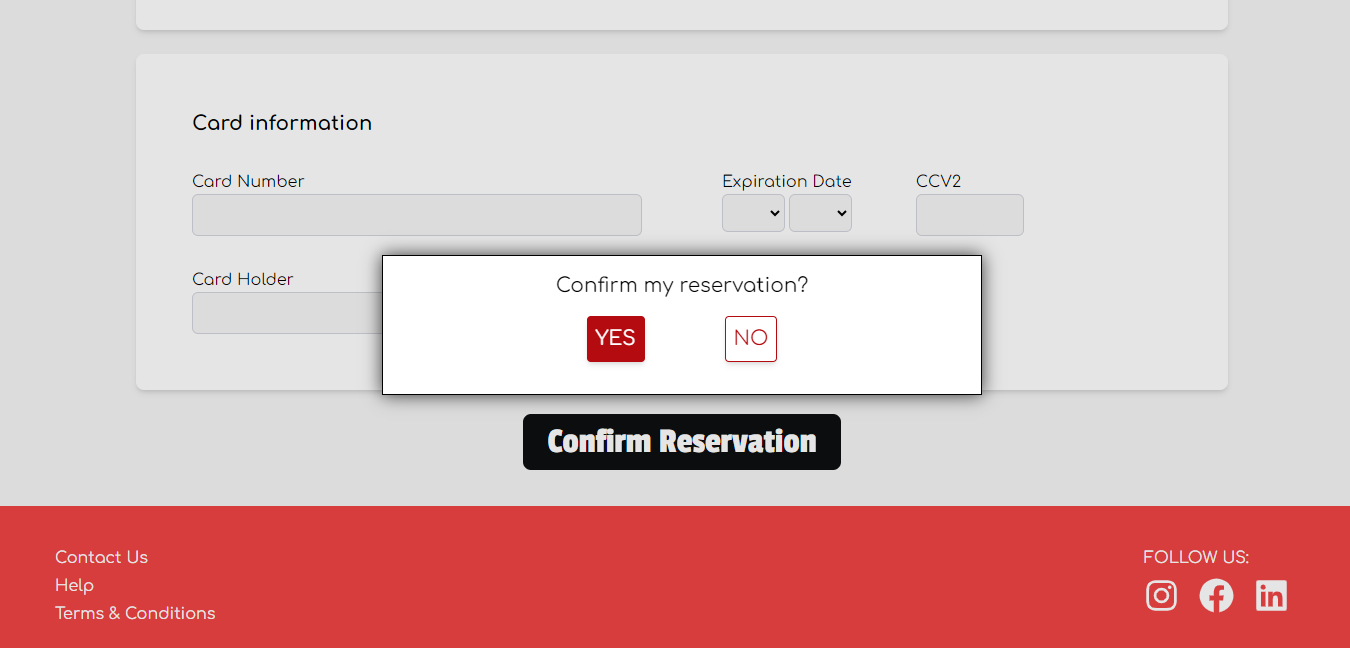 Card information
Card Number
Expiration Date
CCV2
Card Holder
Confirm my reservation?
YES
NO
Confirm Reservation
Contact Us
Help
Terms & Conditions
FOLLOW US: